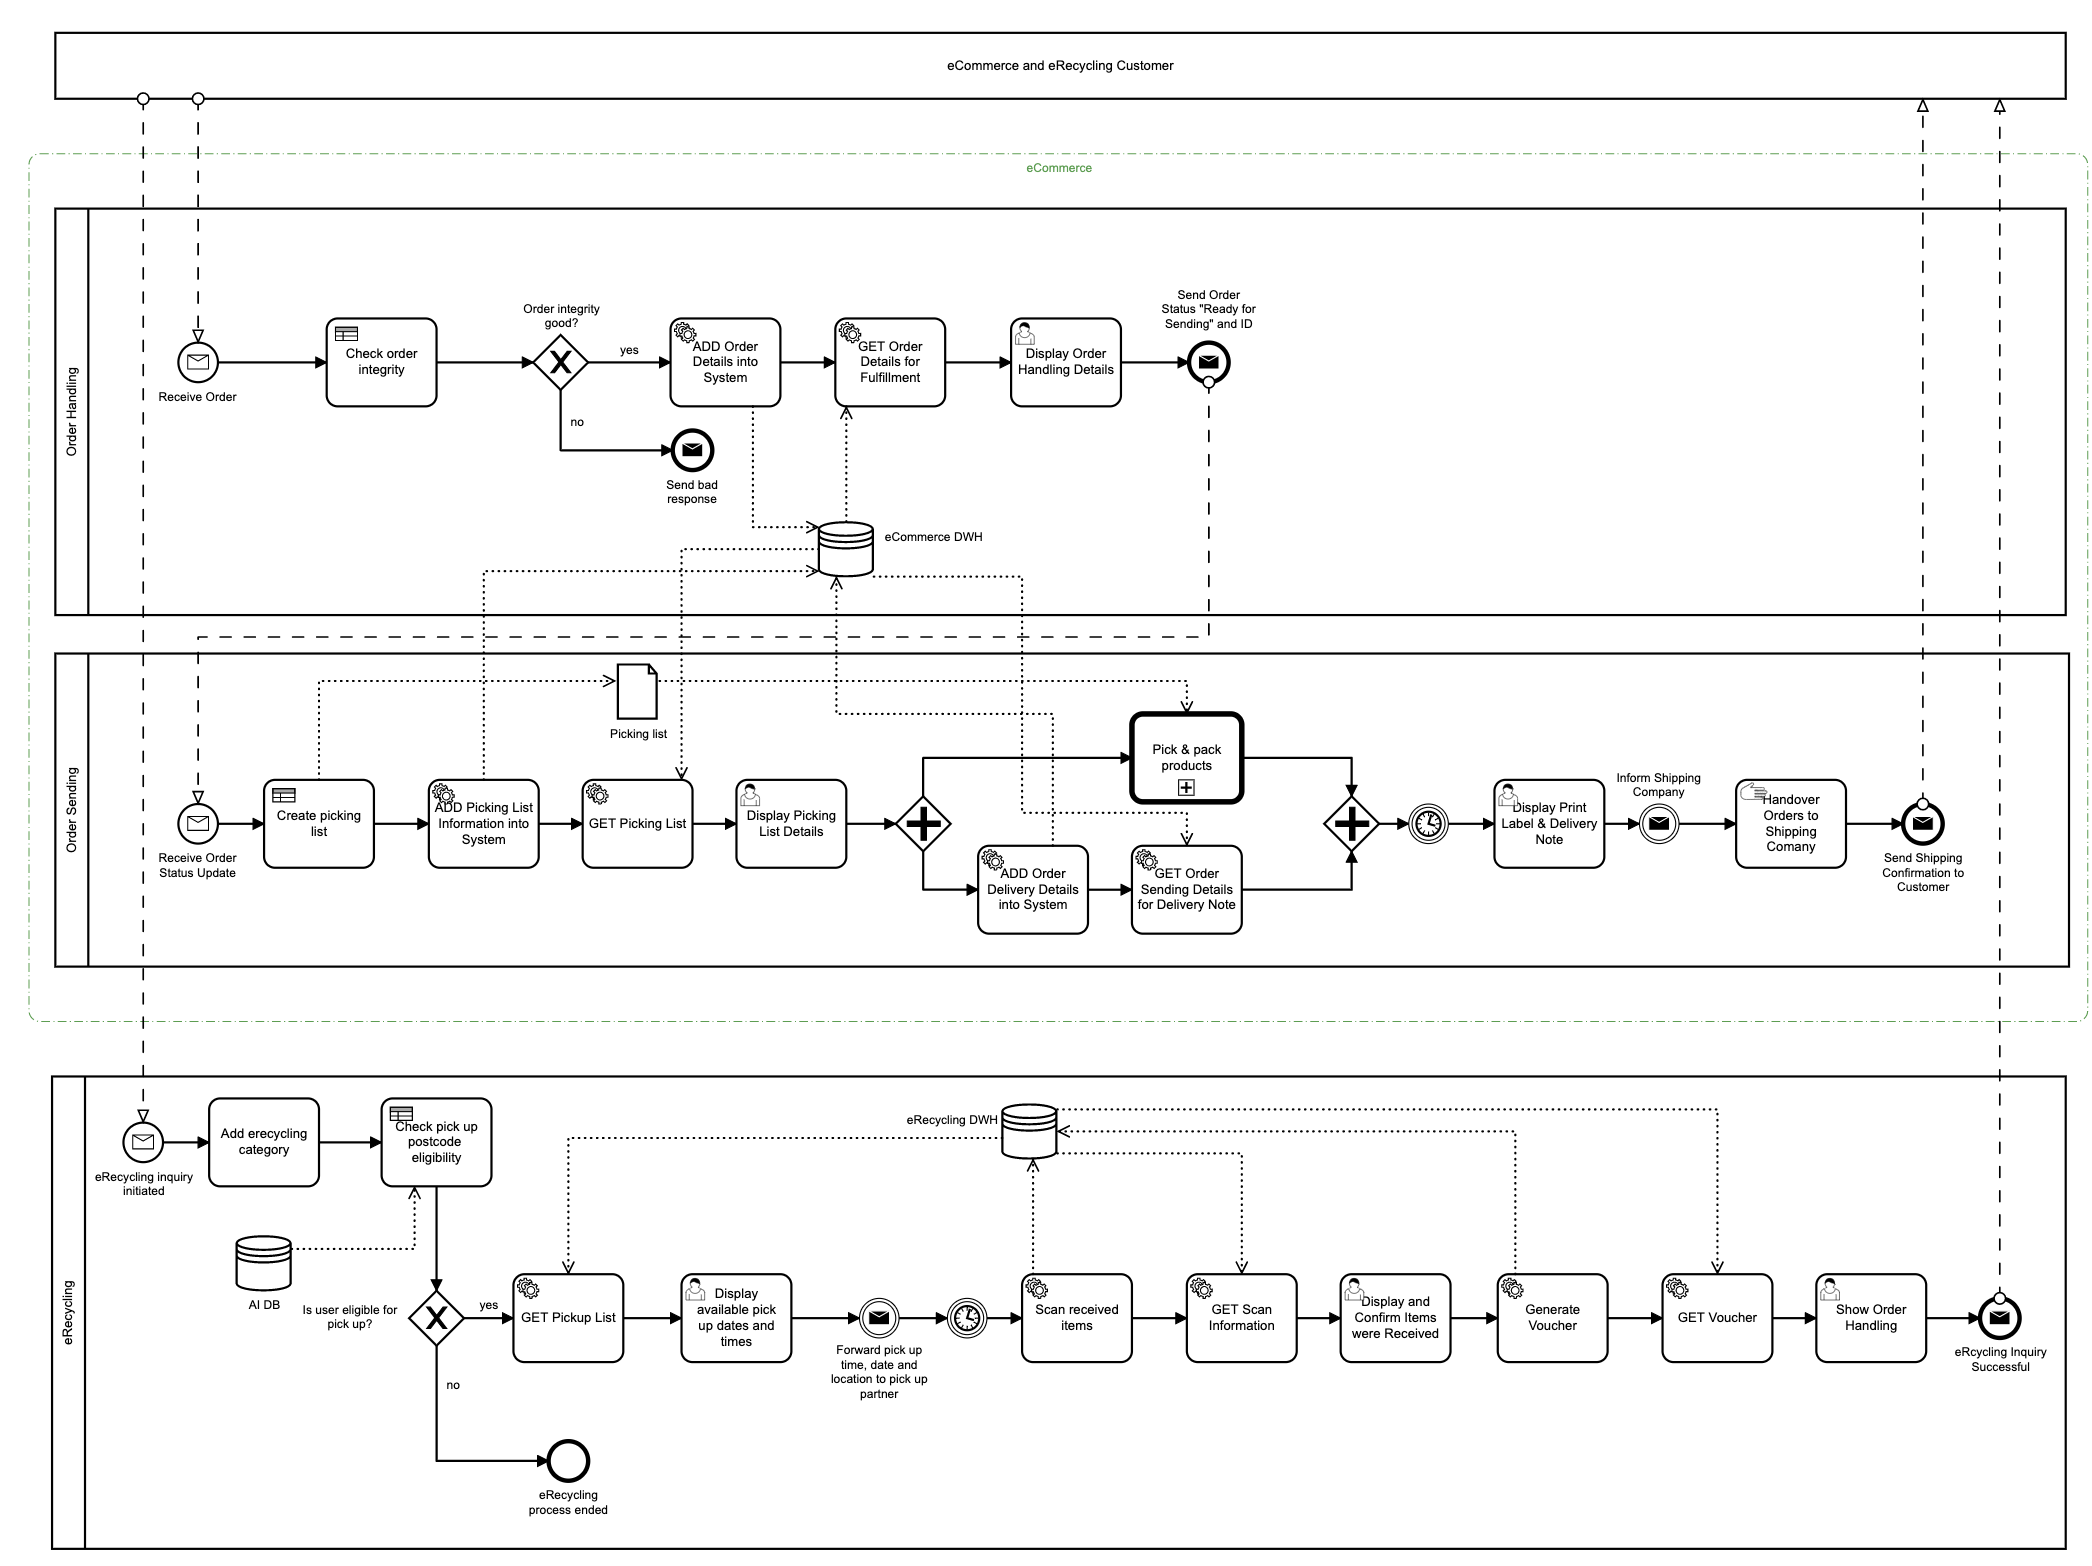 eCommerce and eRecycling Customer
eCommerce
Order Handling
Send Order
Status "Ready for
Sending" and ID
Order integrity
good?
Receive Order
Check order
integrity
yes
no
ADD Order
Details into
System
GET Order
Details for
Fulfillment
Display Order
Handling Details
Send bad
response
eCommerce DWH
Order Sending
Picking list
Receive Order
Status Update
Create picking
list
ADD Picking List
Information into
System
GET Picking List
Display Picking
List Details
Pick & pack
products
ADD Order
Delivery Details
into System
GET Order
Sending Details
for Delivery Note
Display Print
Label & Delivery
Note
Inform Shipping
Company
Handover
Orders to
Shipping
Comany
Send Shipping
Confirmation to
Customer
eRecycling
eRecycling inquiry
initiated
Add erecycling
category
Check pick up
postcode
eligibility
eRecycling DWH
AI DB
Is user eligible for
pick up?
yes
no
GET Pickup List
Display
available pick
up dates and
times
Forward pick up
time, date and
location to pick up
partner
Scan received
items
GET Scan
Information
Display and
Confirm Items
were Received
Generate
Voucher
GET Voucher
Show Order
Handling
eRcycling Inquiry
Successful
eRecycling
process ended